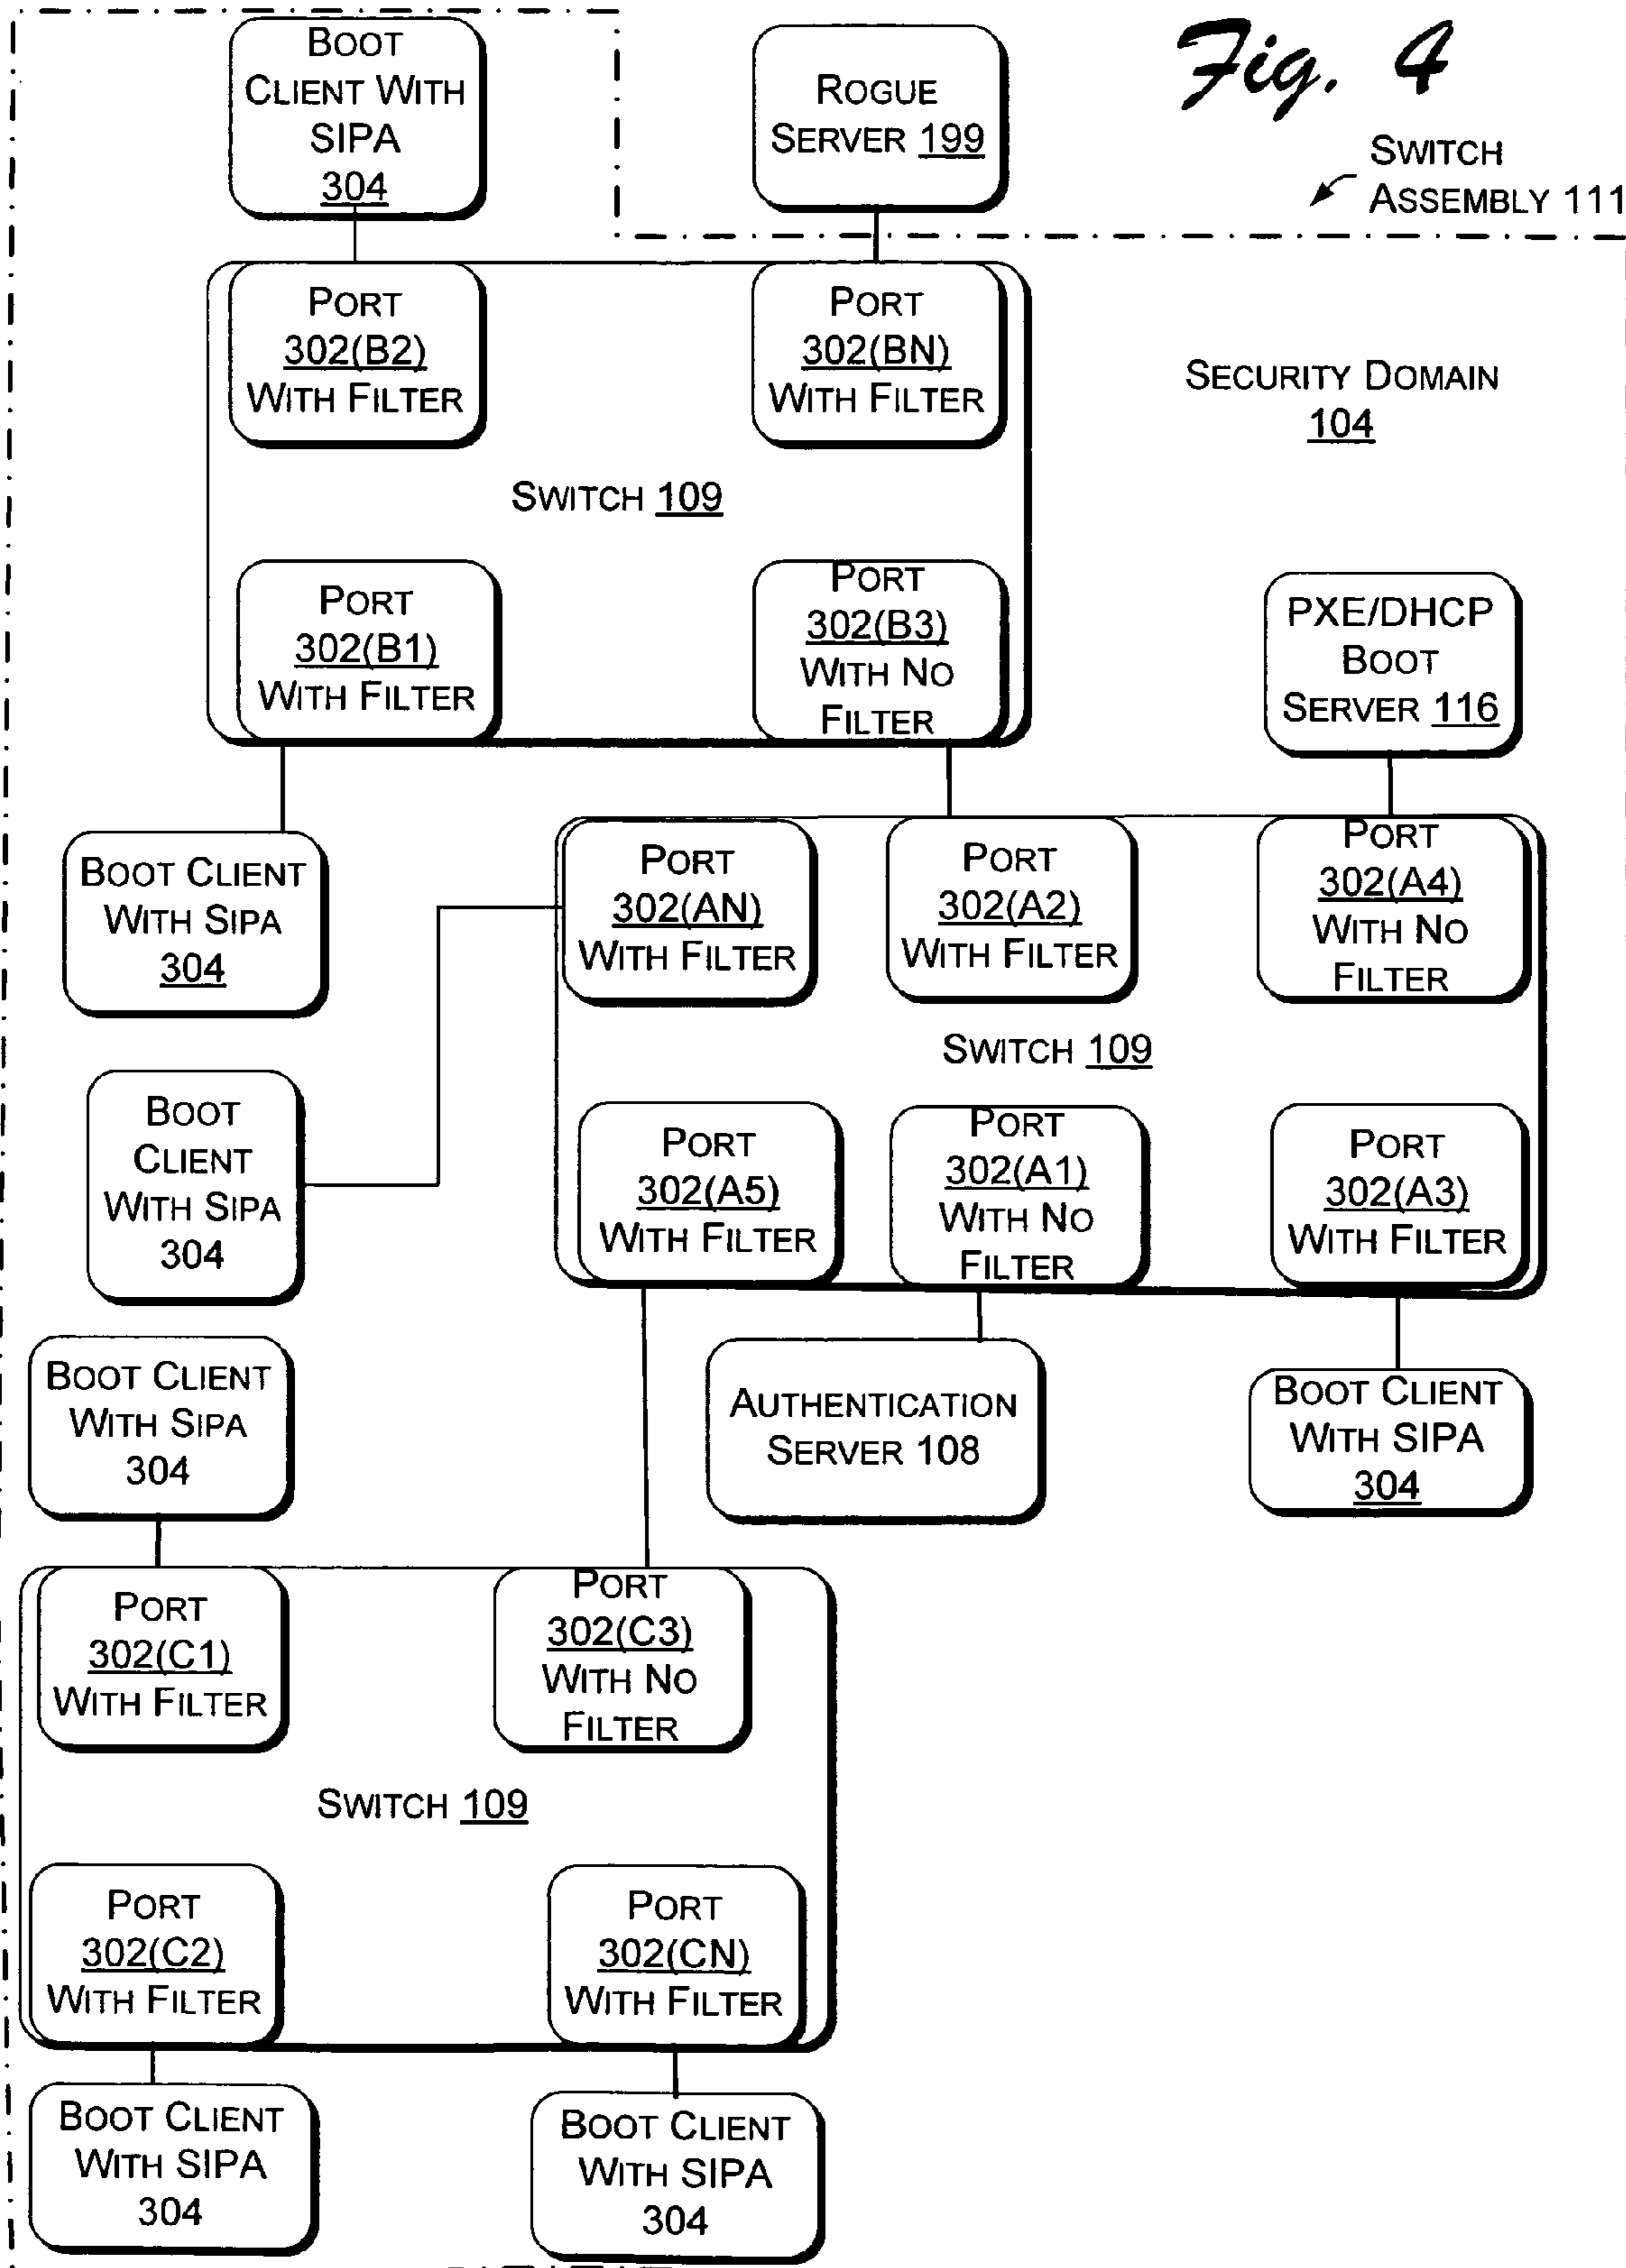 Fig. 4
BOOT
CLIENT WITH
SIPA
304
ROGUE
SERVER 199
SWITCH
ASSEMBLY 111
PORT
302(B2)
WITH FILTER
PORT
302(BN)
WITH FILTER
SECURITY DOMAIN
104
SWITCH 109
PORT
302(B1)
WITH FILTER
PORT
302(B3)
WITH NO
FILTER
PXE/DHCP
BOOT
SERVER 116
BOOT CLIENT
WITH SIPA
304
PORT
302(AN)
WITH FILTER
PORT
302(A2)
WITH FILTER
PORT
302(A4)
WITH NO
FILTER
SWITCH 109
BOOT
CLIENT
WITH SIPA
304
PORT
302(A5)
WITH FILTER
PORT
302(A1)
WITH NO
FILTER
PORT
302(A3)
WITH FILTER
BOOT CLIENT
WITH SIPA
304
AUTHENTICATION
SERVER 108
BOOT CLIENT
WITH SIPA
304
PORT
302(C1)
WITH FILTER
PORT
302(C3)
WITH NO
FILTER
SWITCH 109
PORT
302(C2)
WITH FILTER
PORT
302(CN)
WITH FILTER
BOOT CLIENT
WITH SIPA
304
BOOT CLIENT
WITH SIPA
304